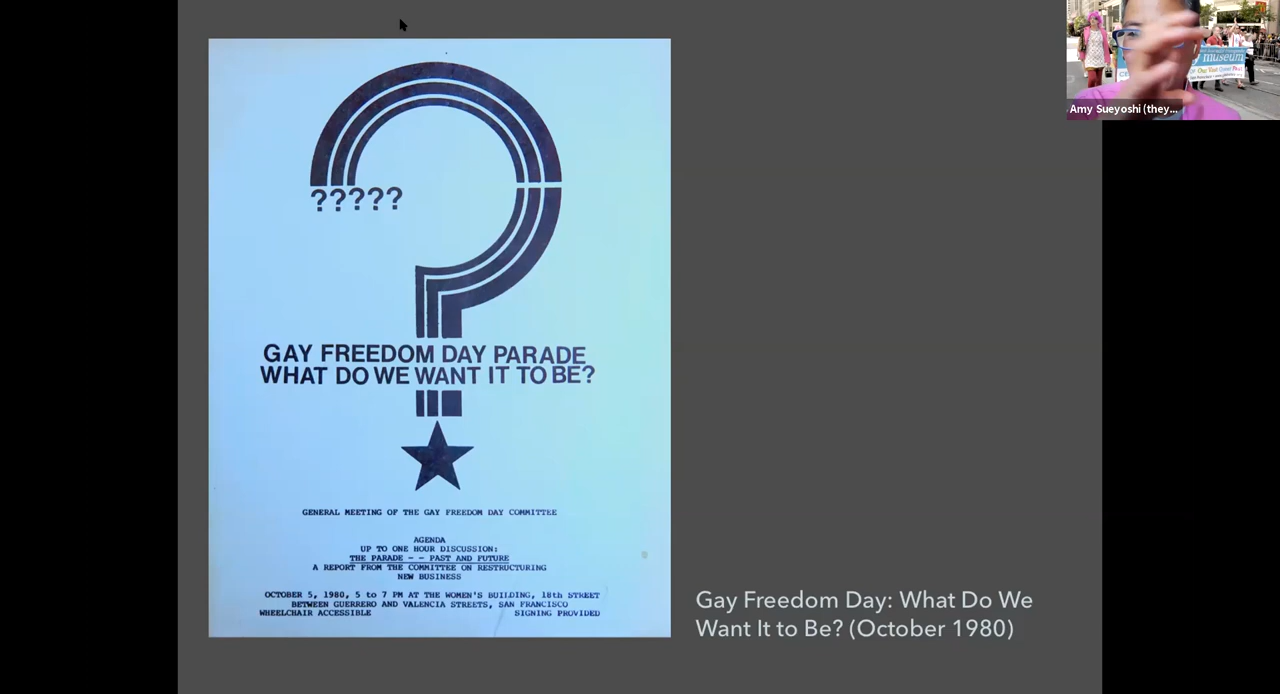 ?????
GAY FREEDOM DAY PARADE
WHAT DO WE WANT IT TO BE?
GENERAL MEETING OF THE GAY FREEDOM DAY COMMITTEE
AGENDA
UP TO ONE HOUR DISCUSSION:
THE PARADE - - PAST AND FUTURE
A REPORT FROM THE COMMITTEE ON RESTRUCTURING
NEW BUSINESS
OCTOBER 5, 1980, 5 to 7 PM AT THE WOMEN'S BUILDING, 18th STREET
BETWEEN GUERRERO AND VALENCIA STREETS, SAN FRANCISCO
WHEELCHAIR ACCESSIBLE SIGNING PROVIDED
Gay Freedom Day: What Do We
Want It to Be? (October 1980)
museum
Our Vast Queer Past
Amy Sueyoshi (they...